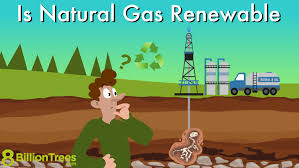 Is Natural Gas Renewable
?
8BillionTrees